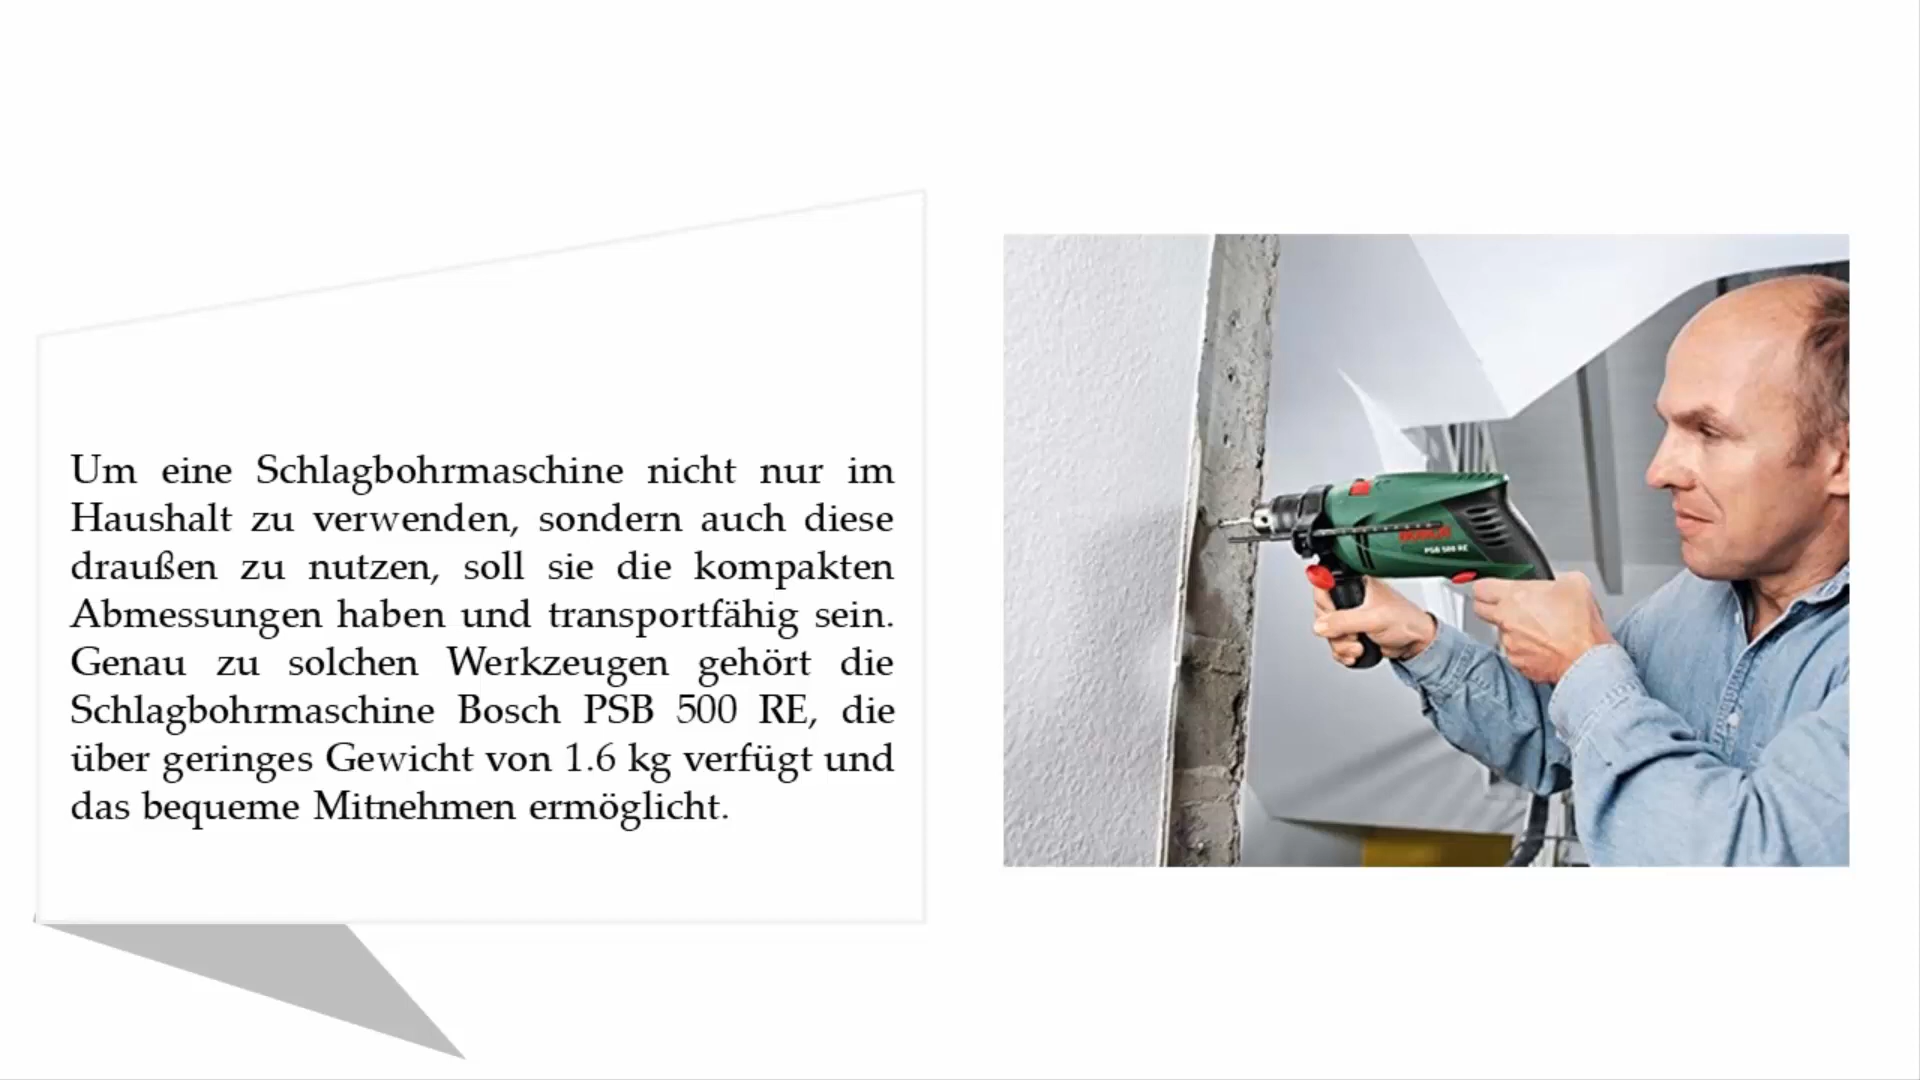 Um eine Schlagbohrmaschine nicht nur im
Haushalt zu verwenden, sondern auch diese
draußen zu nutzen, soll sie die kompakten
Abmessungen haben und transportfähig sein.
Genau zu solchen Werkzeugen gehört die
Schlagbohrmaschine Bosch PSB 500 RE, die
über geringes Gewicht von 1.6 kg verfügt und
das bequeme Mitnehmen ermöglicht.
BOSCH
PSB 500 RE